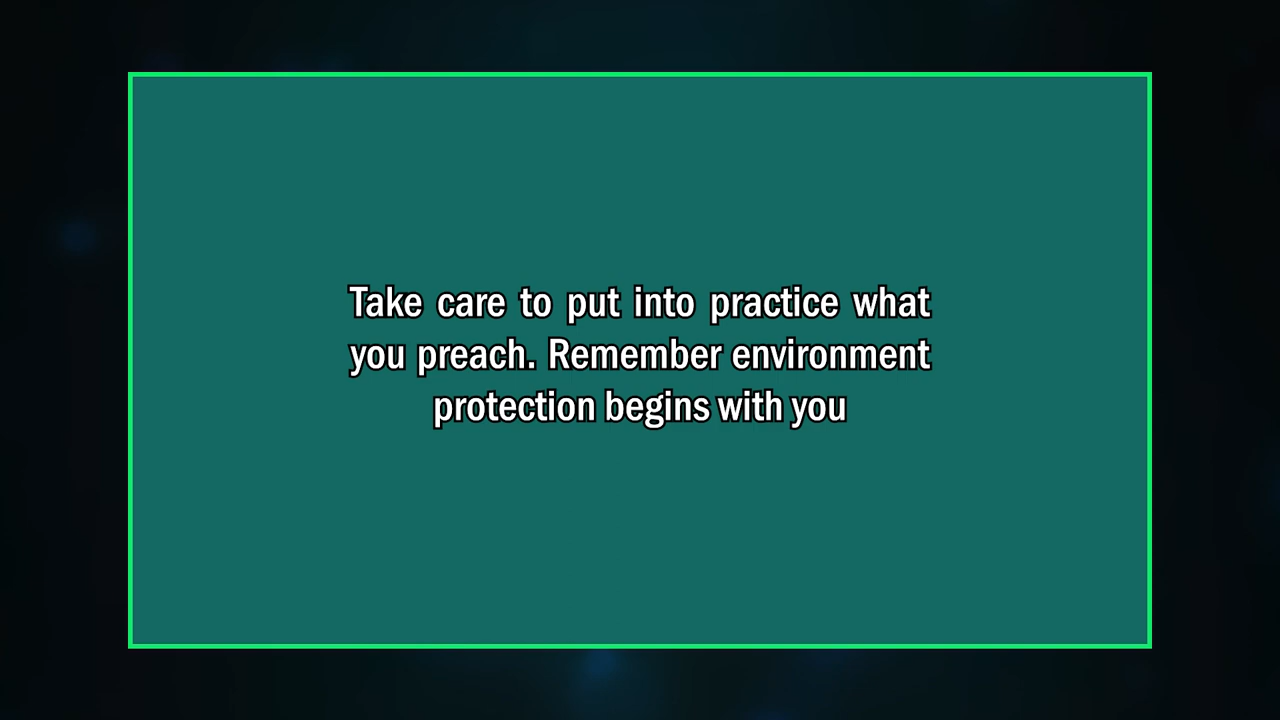 Take care to put into practice what
you preach. Remember environment
protection begins with you